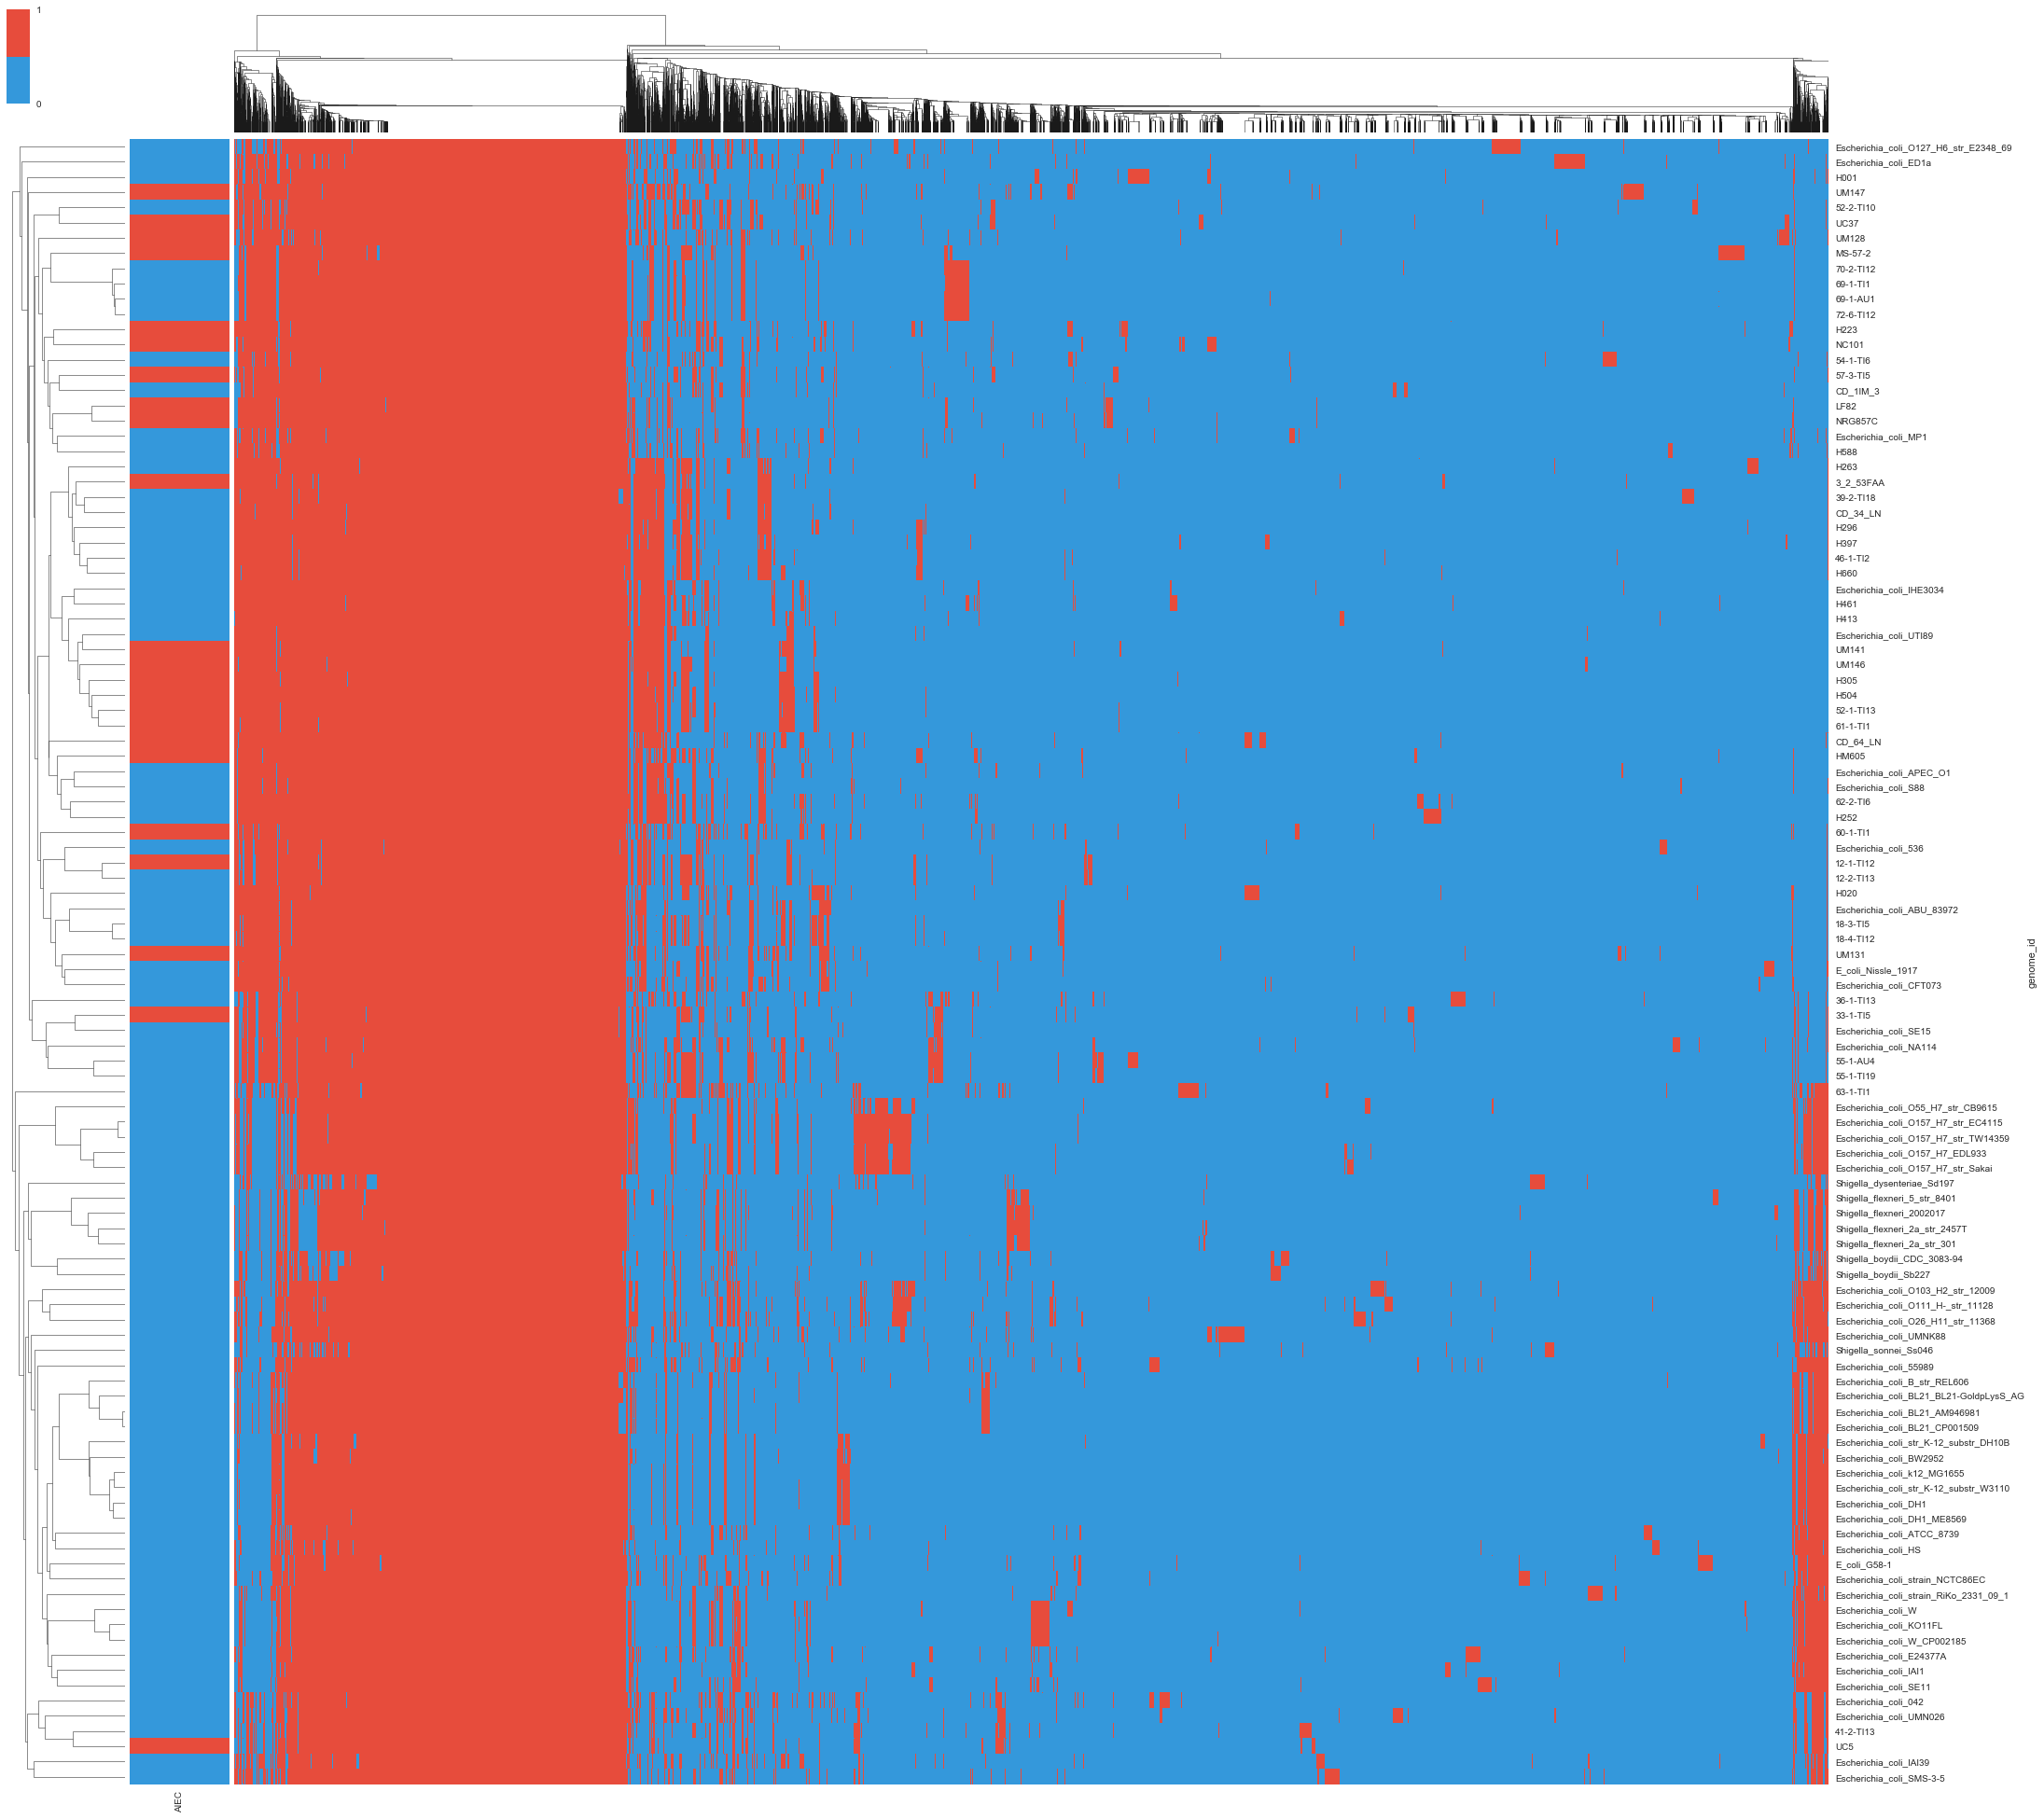 1
0
Escherichia_coli_O127_H6_str_E2348_69
Escherichia_coli_ED1a
H001
UM147
52-2-TI10
UC37
UM128
MS-57-2
70-2-TI12
69-1-TI1
69-1-AU1
72-6-TI12
H223
NC101
54-1-TI6
57-3-TI5
CD_1IM_3
LF82
NRG857C
Escherichia_coli_MP1
H588
H263
3_2_53FAA
39-2-TI18
CD_34_LN
H296
H397
46-1-TI2
H660
Escherichia_coli_IHE3034
H461
H413
Escherichia_coli_UTI89
UM141
UM146
H305
H504
52-1-TI13
61-1-TI1
CD_64_LN
HM605
Escherichia_coli_APEC_O1
Escherichia_coli_S88
62-2-TI6
H252
60-1-TI1
Escherichia_coli_536
12-1-TI12
12-2-TI13
H020
Escherichia_coli_ABU_83972
18-3-TI5
18-4-TI12
UM131
E_coli_Nissle_1917
Escherichia_coli_CFT073
36-1-TI13
33-1-TI5
Escherichia_coli_SE15
Escherichia_coli_NA114
55-1-AU4
55-1-TI19
63-1-TI1
Escherichia_coli_O55_H7_str_CB9615
Escherichia_coli_O157_H7_str_EC4115
Escherichia_coli_O157_H7_str_TW14359
Escherichia_coli_O157_H7_EDL933
Escherichia_coli_O157_H7_str_Sakai
Shigella_dysenteriae_Sd197
Shigella_flexneri_5_str_8401
Shigella_flexneri_2002017
Shigella_flexneri_2a_str_2457T
Shigella_flexneri_2a_str_301
Shigella_boydii_CDC_3083-94
Shigella_boydii_Sb227
Escherichia_coli_O103_H2_str_12009
Escherichia_coli_O111_H-_str_11128
Escherichia_coli_O26_H11_str_11368
Escherichia_coli_UMNK88
Shigella_sonnei_Ss046
Escherichia_coli_55989
Escherichia_coli_B_str_REL606
Escherichia_coli_BL21_BL21-GoldpLysS_AG
Escherichia_coli_BL21_AM946981
Escherichia_coli_BL21_CP001509
Escherichia_coli_str_K-12_substr_DH10B
Escherichia_coli_BW2952
Escherichia_coli_k12_MG1655
Escherichia_coli_str_K-12_substr_W3110
Escherichia_coli_DH1
Escherichia_coli_DH1_ME8569
Escherichia_coli_ATCC_8739
Escherichia_coli_HS
E_coli_G58-1
Escherichia_coli_strain_NCTC86EC
Escherichia_coli_strain_RiKo_2331_09_1
Escherichia_coli_W
Escherichia_coli_KO11FL
Escherichia_coli_W_CP002185
Escherichia_coli_E24377A
Escherichia_coli_IAI1
Escherichia_coli_SE11
Escherichia_coli_042
Escherichia_coli_UMN026
41-2-TI13
UC5
Escherichia_coli_IAI39
Escherichia_coli_SMS-3-5
genome_id
AIEC